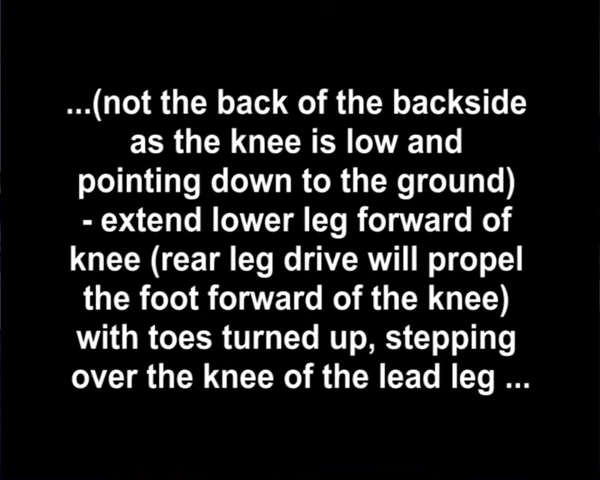 ...(not the back of the backside
as the knee is low and
pointing down to the ground)
- extend lower leg forward of
knee (rear leg drive will propel
the foot forward of the knee)
with toes turned up, stepping
over the knee of the lead leg ...